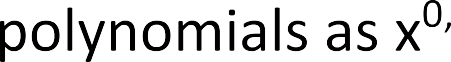 polynomials as x⁰,